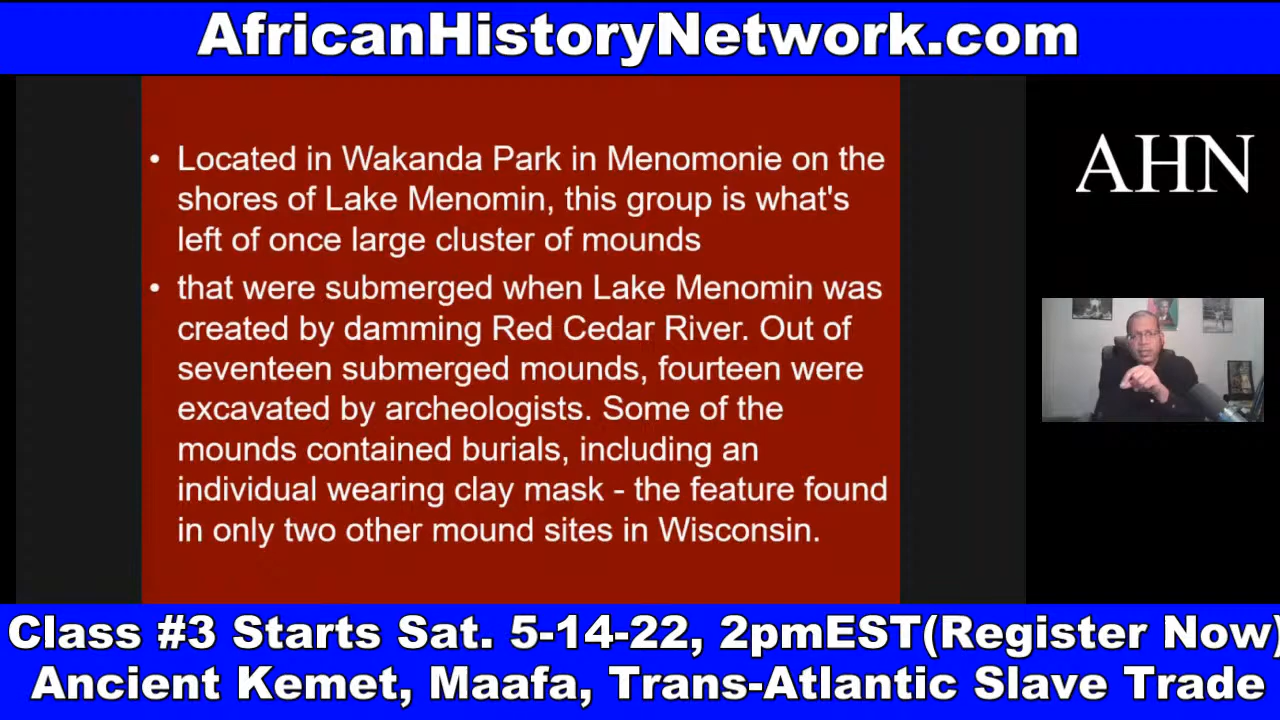 AfricanHistoryNetwork.com
AHN
• Located in Wakanda Park in Menomonie on the
shores of Lake Menomin, this group is what's
left of once large cluster of mounds
• that were submerged when Lake Menomin was
created by damming Red Cedar River. Out of
seventeen submerged mounds, fourteen were
excavated by archeologists. Some of the
mounds contained burials, including an
individual wearing clay mask - the feature found
in only two other mound sites in Wisconsin.
Class #3 Starts Sat. 5-14-22, 2pmEST(Register Now)
Ancient Kemet, Maafa, Trans-Atlantic Slave Trade